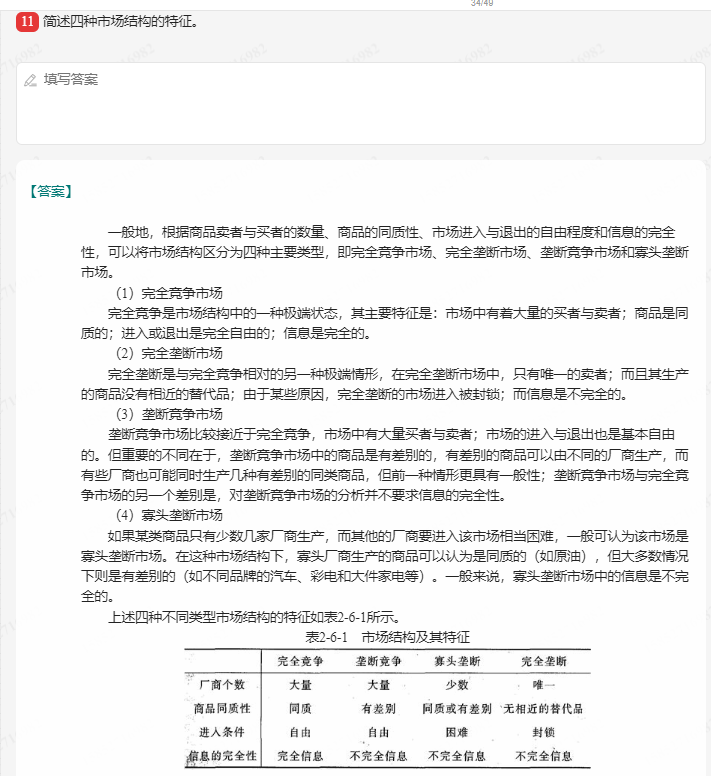 34/49
11 简述四种市场结构的特征。
填写答案
【答案】
一般地，根据商品卖者与买者的数量、商品的同质性、市场进入与退出的自由程度和信息的完全
性，可以将市场结构区分为四种主要类型，即完全竞争市场、完全垄断市场、垄断竞争市场和寡头垄断
市场。
（1）完全竞争市场
完全竞争是市场结构中的一种极端状态，其主要特征是：市场中有着大量的买者与卖者；商品是同
质的；进入或退出是完全自由的；信息是完全的。
（2）完全垄断市场
完全垄断是与完全竞争相对的另一种极端情形，在完全垄断市场中，只有唯一的卖者；而且其生产
的商品没有相近的替代品；由于某些原因，完全垄断的市场进入被封锁；而信息是不完全的。
（3）垄断竞争市场
垄断竞争市场比较接近于完全竞争，市场中有大量买者与卖者；市场的进入与退出也是基本自由
的。但重要的不同在于，垄断竞争市场中的商品是有差别的，有差别的商品可以由不同的厂商生产，而
有些厂商也可能同时生产几种有差别的同类商品，但前一种情形更具有一般性；垄断竞争市场与完全竞
争市场的另一个差别是，对垄断竞争市场的分析并不要求信息的完全性。
（4）寡头垄断市场
如果某类商品只有少数几家厂商生产，而其他的厂商要进入该市场相当困难，一般可认为该市场是
寡头垄断市场。在这种市场结构下，寡头厂商生产的商品可以认为是同质的（如原油），但大多数情况
下则是有差别的（如不同品牌的汽车、彩电和大件家电等）。一般来说，寡头垄断市场中的信息是不完
全的。
上述四种不同类型市场结构的特征如表2-6-1所示。
表2-6-1 市场结构及其特征
完全竞争 垄断竞争 寡头垄断 完全垄断
厂商个数 大量 大量 少数 唯一
商品同质性 同质 有差别 同质或有差别 无相近的替代品
进入条件 自由 自由 困难 封锁
信息的完全性 完全信息 不完全信息 不完全信息 不完全信息